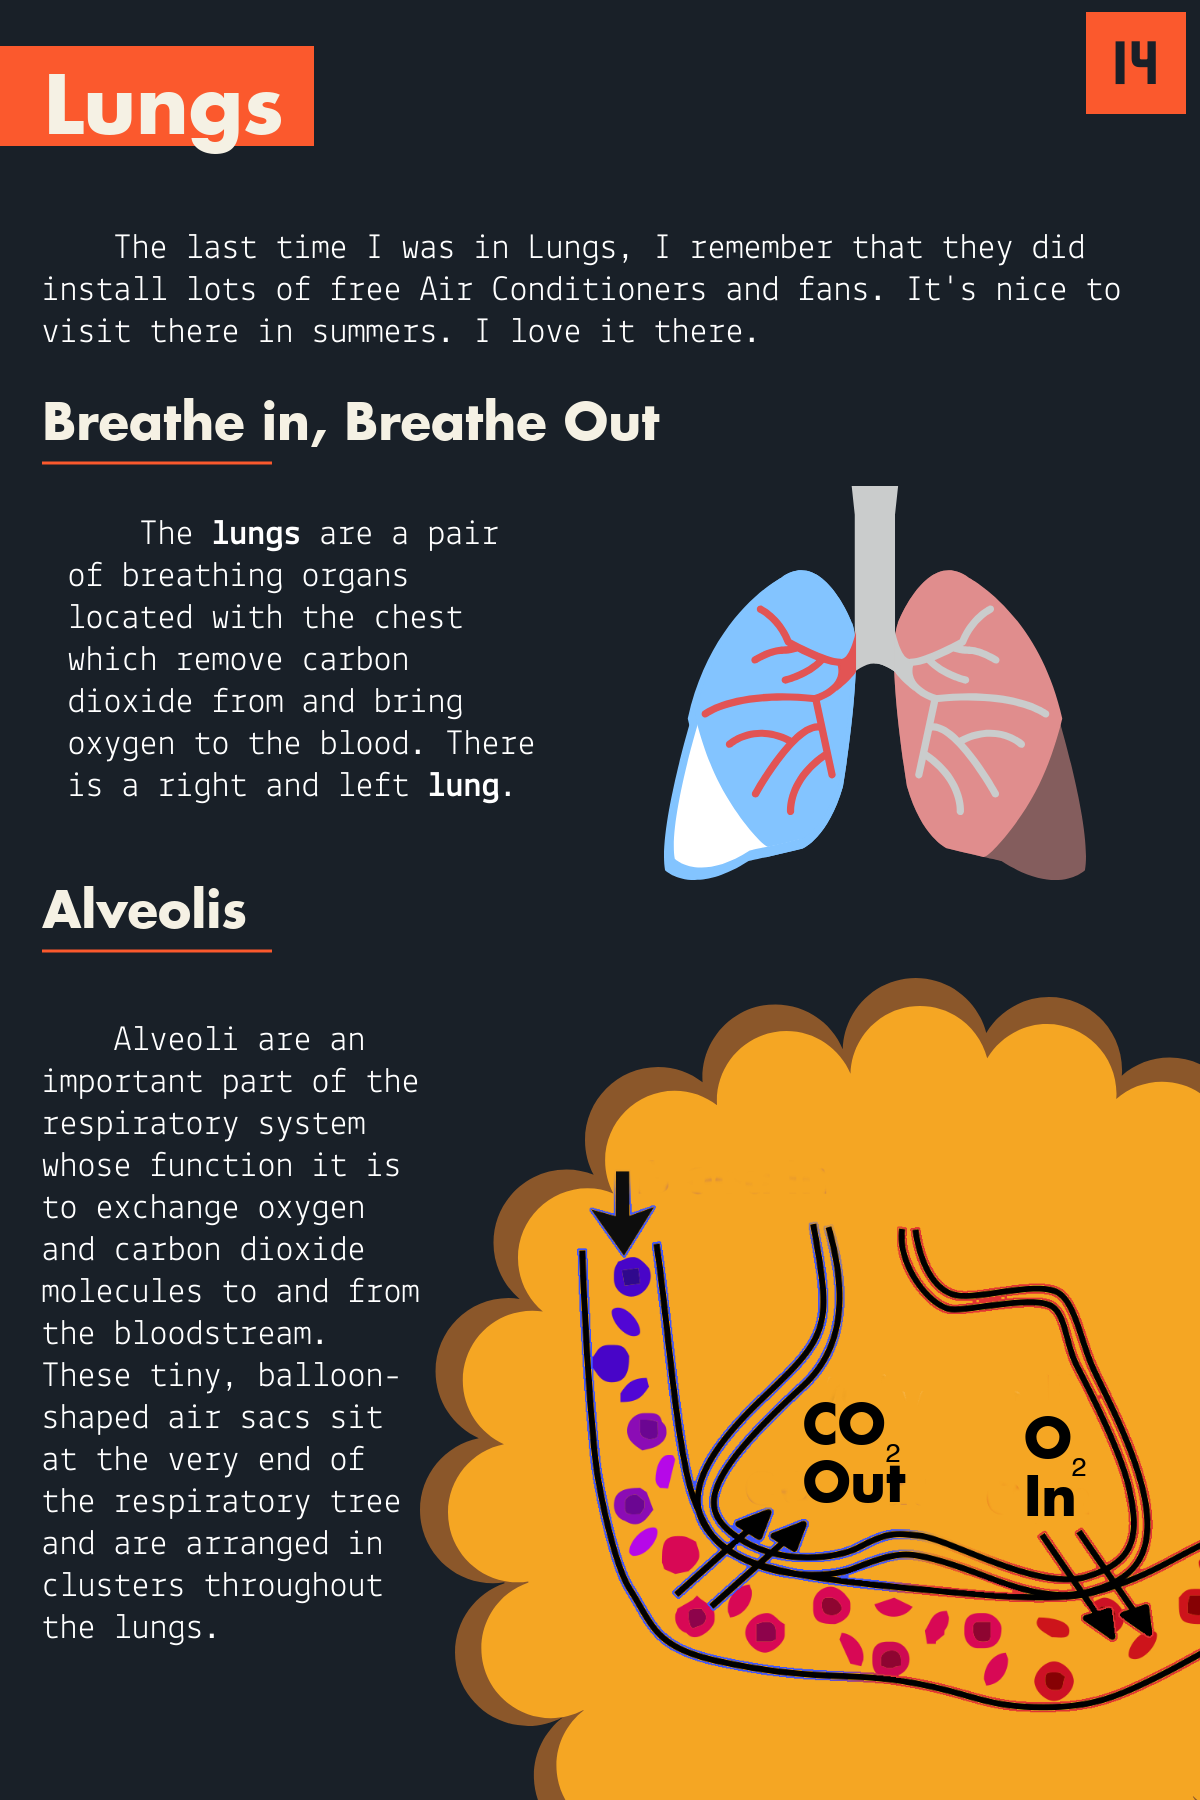 14
Lungs
The last time I was in Lungs, I remember that they did
install lots of free Air Conditioners and fans. It's nice to
visit there in summers. I love it there.
Breathe in, Breathe Out
The lungs are a pair
of breathing organs
located with the chest
which remove carbon
dioxide from and bring
oxygen to the blood. There
is a right and left lung.
Alveolis
Alveoli are an
important part of the
respiratory system
whose function it is
to exchange oxygen
and carbon dioxide
molecules to and from
the bloodstream.
These tiny, balloon-
shaped air sacs sit
at the very end of
the respiratory tree
and are arranged in
clusters throughout
the lungs.
CO2
Out
O2
In